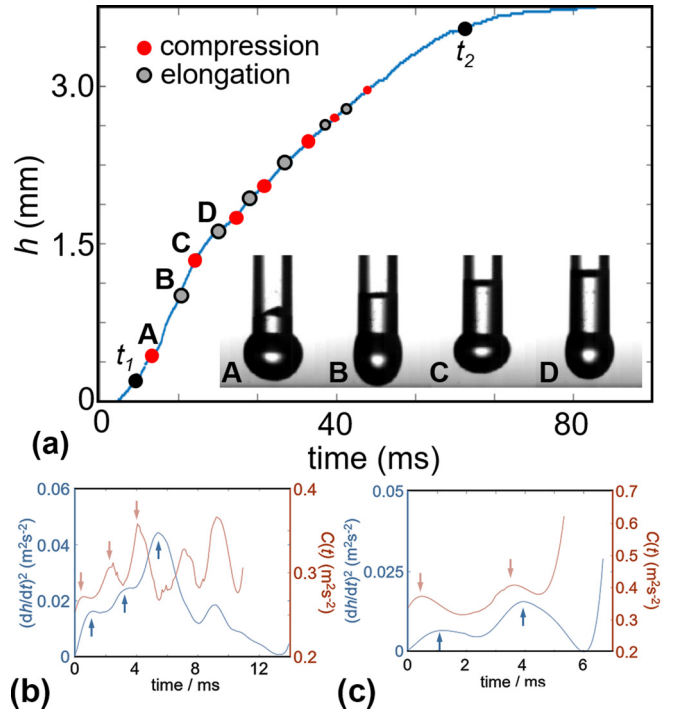 compression
elongation
3.0
1.5
0
h (mm)
t1
t2
A
B
C
D
A
B
C
D
40
80
time (ms)
(a)
0.06
0.04
0.02
0
(dh/dt)² (m²s⁻²)
0.4
0.3
0.2
C(t) (m²s⁻²)
0
4
8
12
time / ms
(b)
0.05
0.025
0
(dh/dt)² (m²s⁻²)
0.7
0.6
0.5
0.4
0.3
0.2
C(t) (m²s⁻²)
0
2
4
6
time / ms
(c)